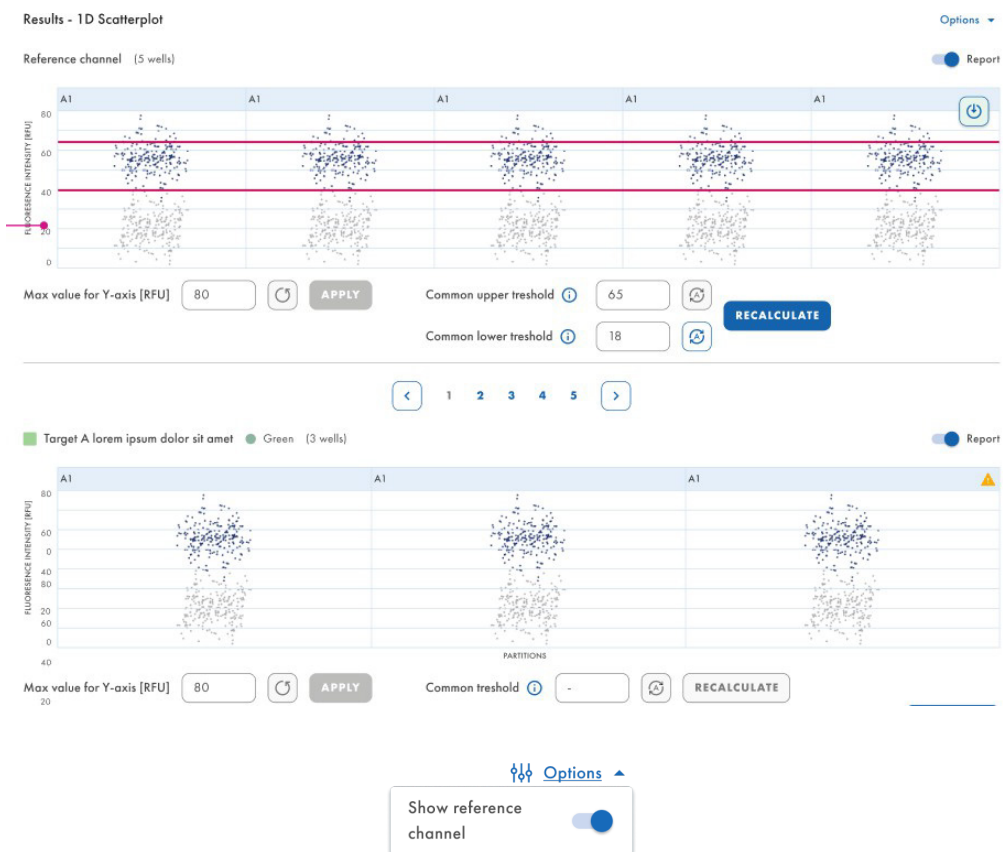 Results - 1D Scatterplot
Options
Reference channel (5 wells)
Report
A1 A1 A1 A1 A1
FLUORESENCE INTENSITY [RFU]
80
60
40
20
0
Max value for Y-axis [RFU] 80 APPLY Common upper treshold 65
RECALCULATE
Common lower treshold 18
1 2 3 4 5
Target A lorem ipsum dolor sit amet Green (3 wells)
Report
A1 A1 A1
FLUORESENCE INTENSITY [RFU]
80
60
0
40
80
20
60
0
PARTITIONS
40
Max value for Y-axis [RFU] 80 APPLY Common treshold - RECALCULATE
20
Options
Show reference
channel